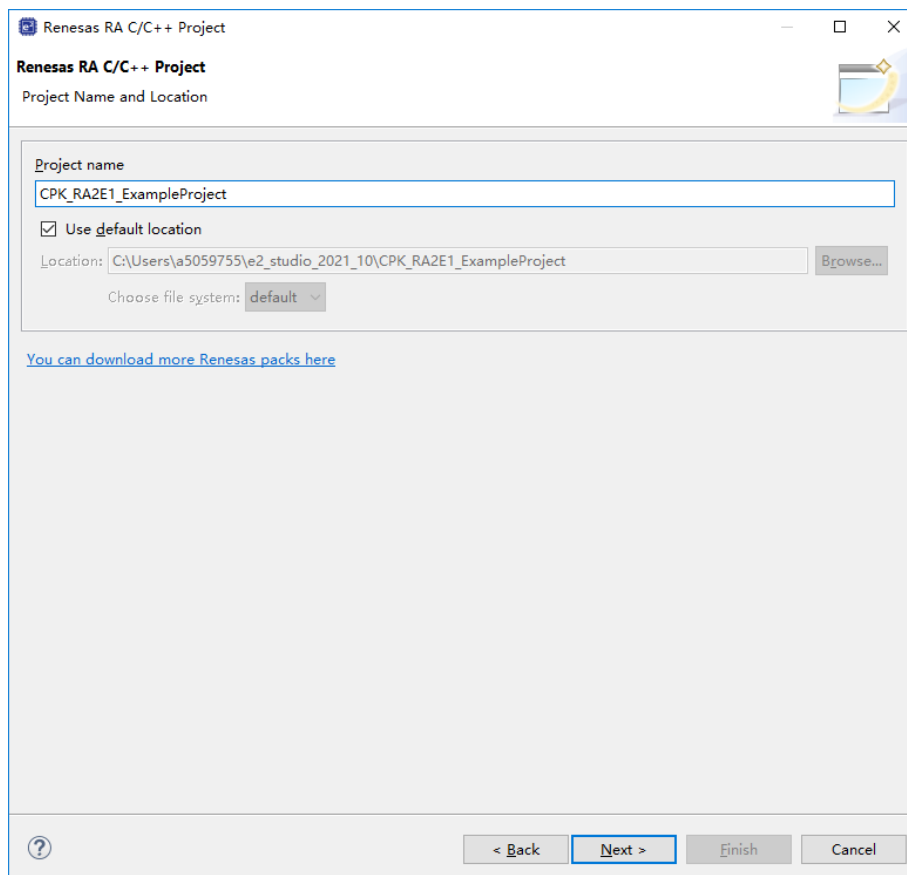 Renesas RA C/C++ Project
Renesas RA C/C++ Project
Project Name and Location
Project name
CPK_RA2E1_ExampleProject
Use default location
Location: C:\Users\a5059755\e2_studio_2021_10\CPK_RA2E1_ExampleProject Browse...
Choose file system: default
You can download more Renesas packs here
? < Back Next > Finish Cancel